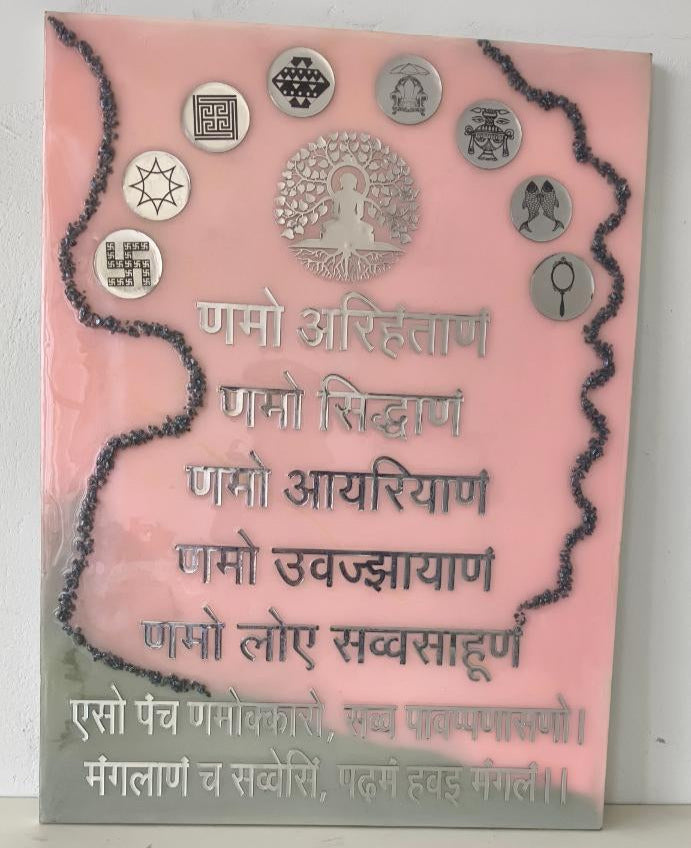 णमो अरिहंताणं
णमो सिद्धाणं
णमो आयरियाणं
णमो उवज्झायाणं
णमो लोए सव्वसाहूणं
एसो पंच णमोक्कारो, सव्व पावप्पणासणो।
मंगलाणं च सव्वेसिं, पढमं हवइ मंगलं।।